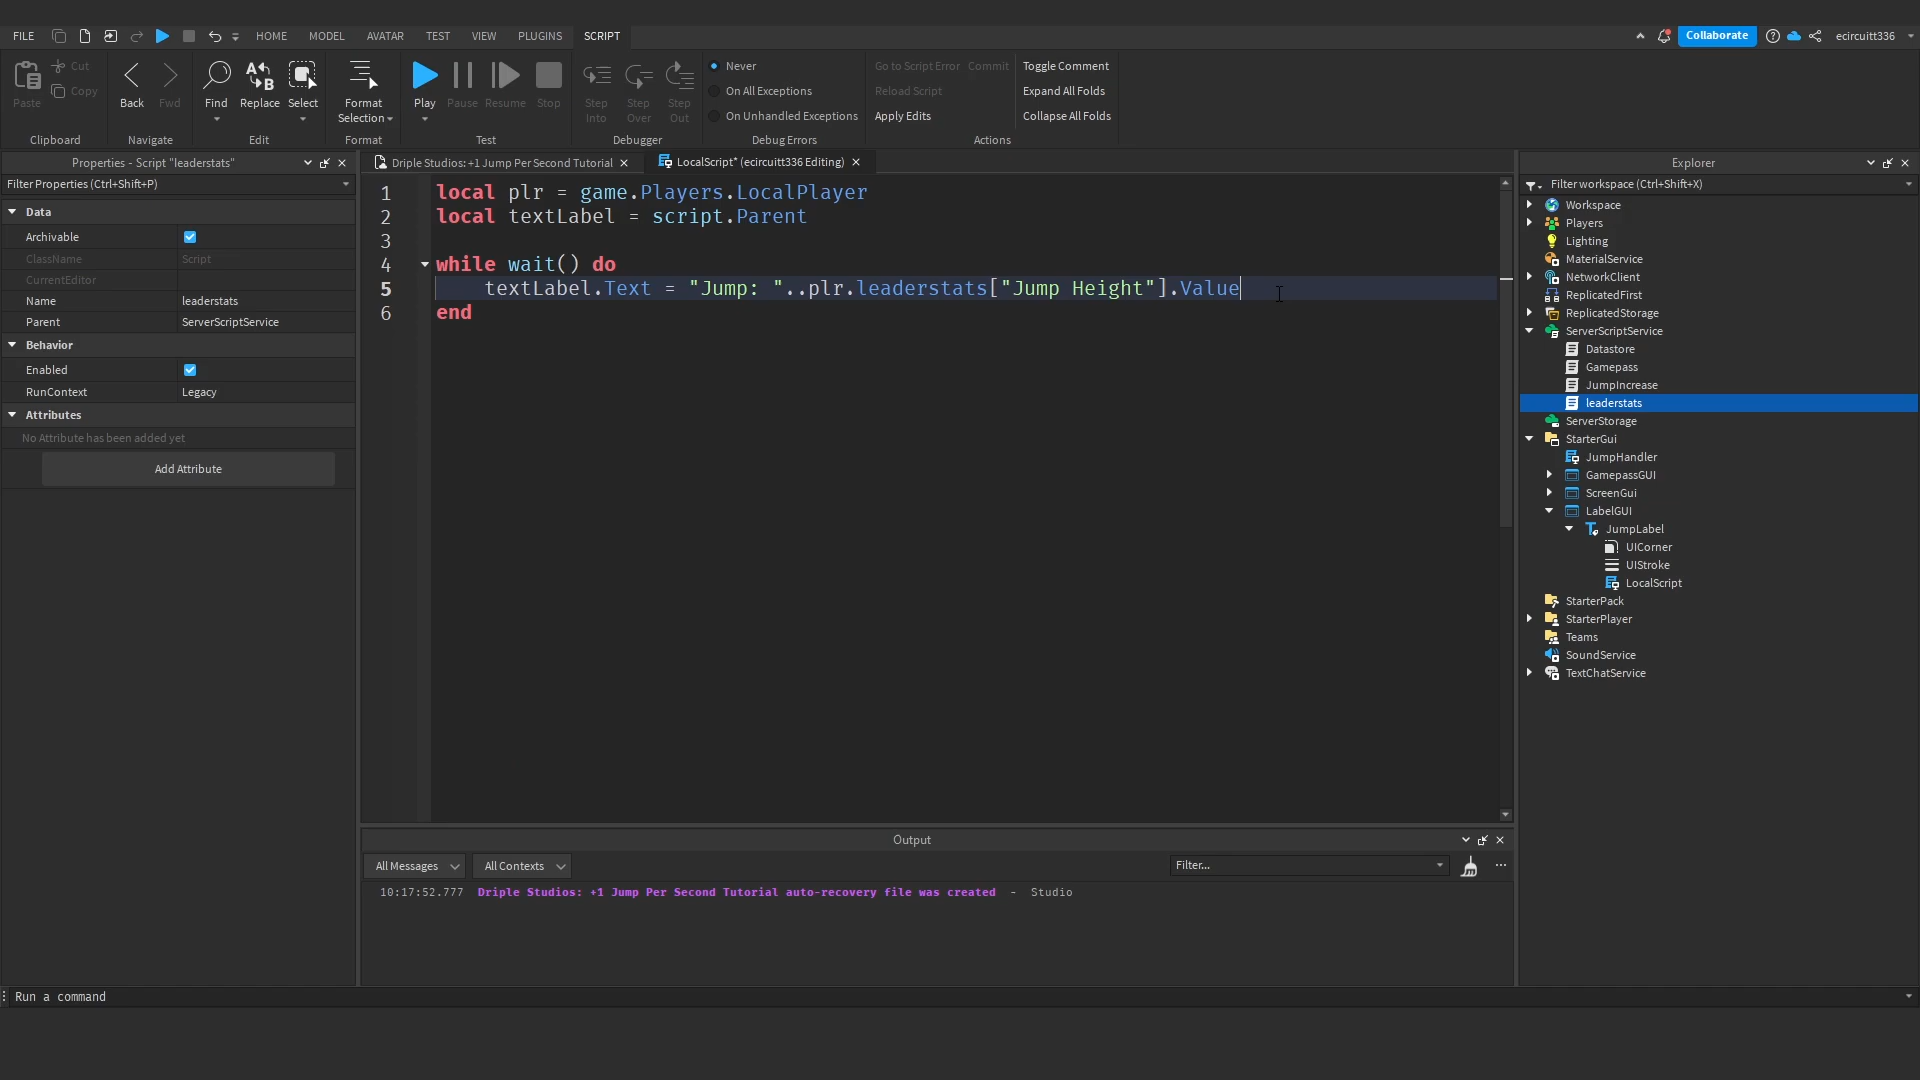 FILE HOME MODEL AVATAR TEST VIEW PLUGINS SCRIPT Collaborate ecircuitt336
Paste Cut Copy Back Fwd Find Replace Select Format Selection Play Pause Resume Stop Step Into Step Over Step Out
Never
On All Exceptions
On Unhandled Exceptions
Go to Script Error Commit
Reload Script
Apply Edits
Toggle Comment
Expand All Folds
Collapse All Folds
Clipboard Navigate Edit Format Test Debugger Debug Errors Actions
Properties - Script "leaderstats"
Filter Properties (Ctrl+Shift+P)
Data
Archivable
ClassName Script
CurrentEditor
Name leaderstats
Parent ServerScriptService
Behavior
Enabled
RunContext Legacy
Attributes
No Attribute has been added yet
Add Attribute
Driple Studios: +1 Jump Per Second Tutorial LocalScript* (ecircuitt336 Editing)
1 local plr = game.Players.LocalPlayer
2 local textLabel = script.Parent
3
4 while wait() do
5 textLabel.Text = "Jump: "..plr.leaderstats["Jump Height"].Value
6 end
Output
All Messages All Contexts Filter...
10:17:52.777 Driple Studios: +1 Jump Per Second Tutorial auto-recovery file was created - Studio
Explorer
Filter workspace (Ctrl+Shift+X)
Workspace
Players
Lighting
MaterialService
NetworkClient
ReplicatedFirst
ReplicatedStorage
ServerScriptService
Datastore
Gamepass
JumpIncrease
leaderstats
ServerStorage
StarterGui
JumpHandler
GamepassGUI
ScreenGui
LabelGUI
JumpLabel
UICorner
UIStroke
LocalScript
StarterPack
StarterPlayer
Teams
SoundService
TextChatService
Run a command